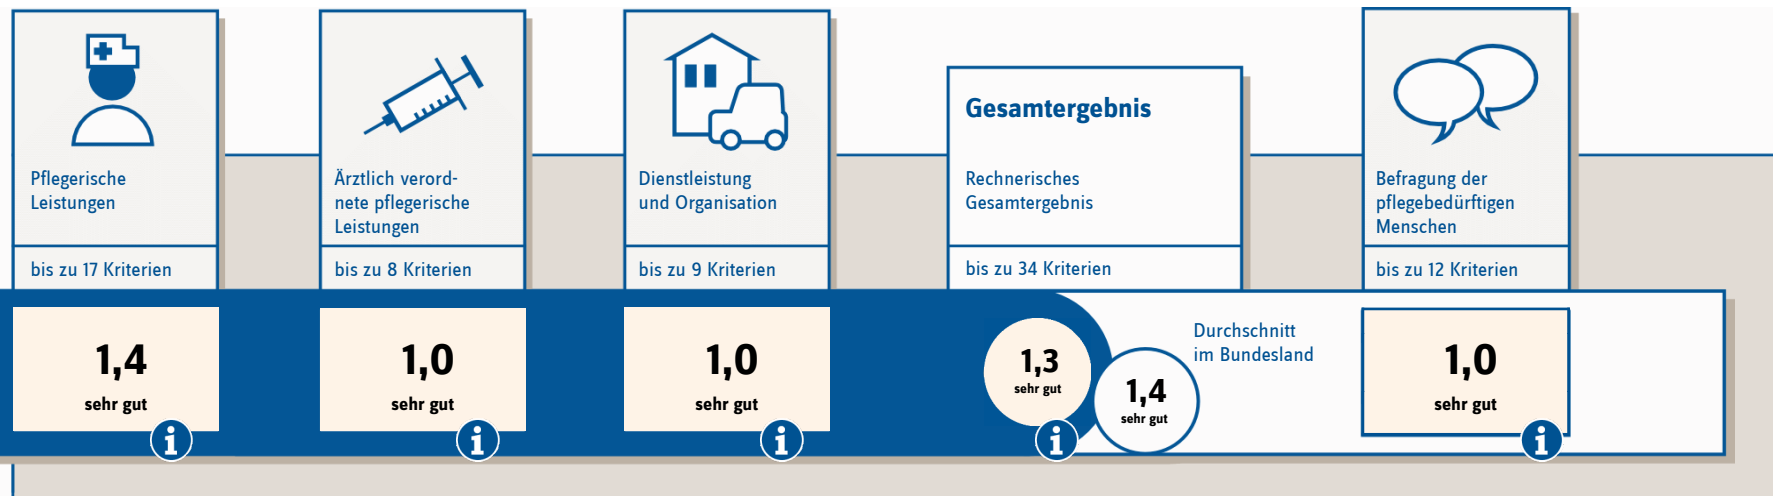 Pflegerische
Leistungen
bis zu 17 Kriterien
1,4
sehr gut
i
Ärztlich verord-
nete pflegerische
Leistungen
bis zu 8 Kriterien
1,0
sehr gut
i
Dienstleistung
und Organisation
bis zu 9 Kriterien
1,0
sehr gut
i
Gesamtergebnis
Rechnerisches
Gesamtergebnis
bis zu 34 Kriterien
1,3
sehr gut
i
Durchschnitt
im Bundesland
1,4
sehr gut
Befragung der
pflegebedürftigen
Menschen
bis zu 12 Kriterien
1,0
sehr gut
i